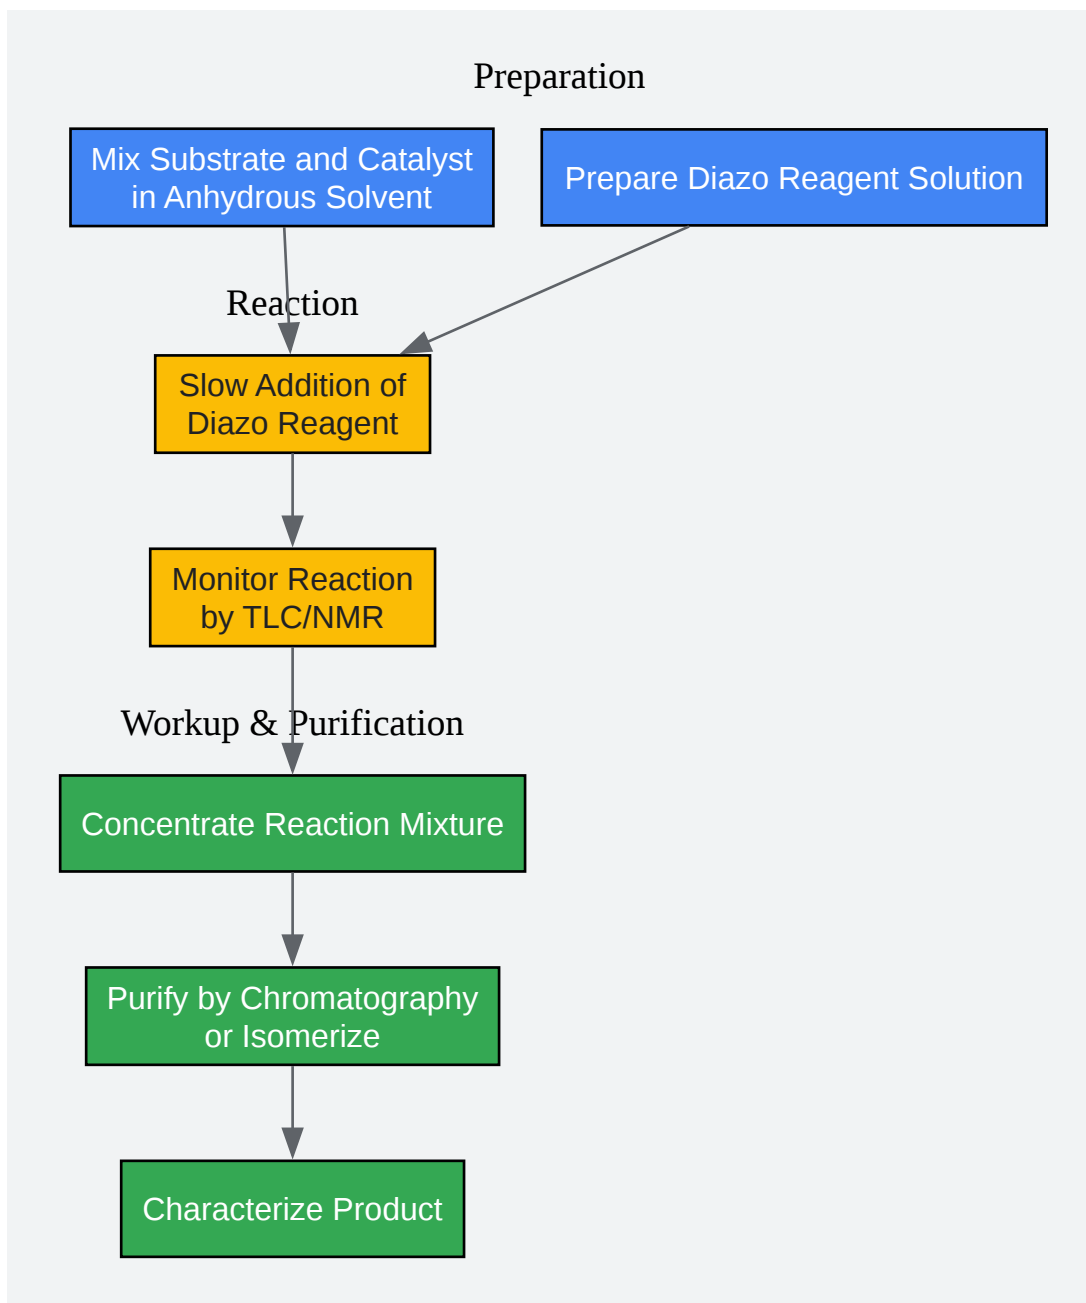 Preparation
Mix Substrate and Catalyst
in Anhydrous Solvent
Prepare Diazo Reagent Solution
Reaction
Slow Addition of
Diazo Reagent
Monitor Reaction
by TLC/NMR
Workup & Purification
Concentrate Reaction Mixture
Purify by Chromatography
or Isomerize
Characterize Product